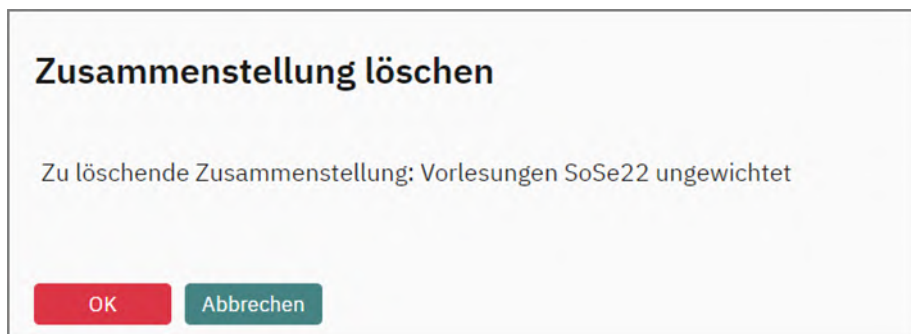 Zusammenstellung löschen
Zu löschende Zusammenstellung: Vorlesungen SoSe22 ungewichtet
OK Abbrechen